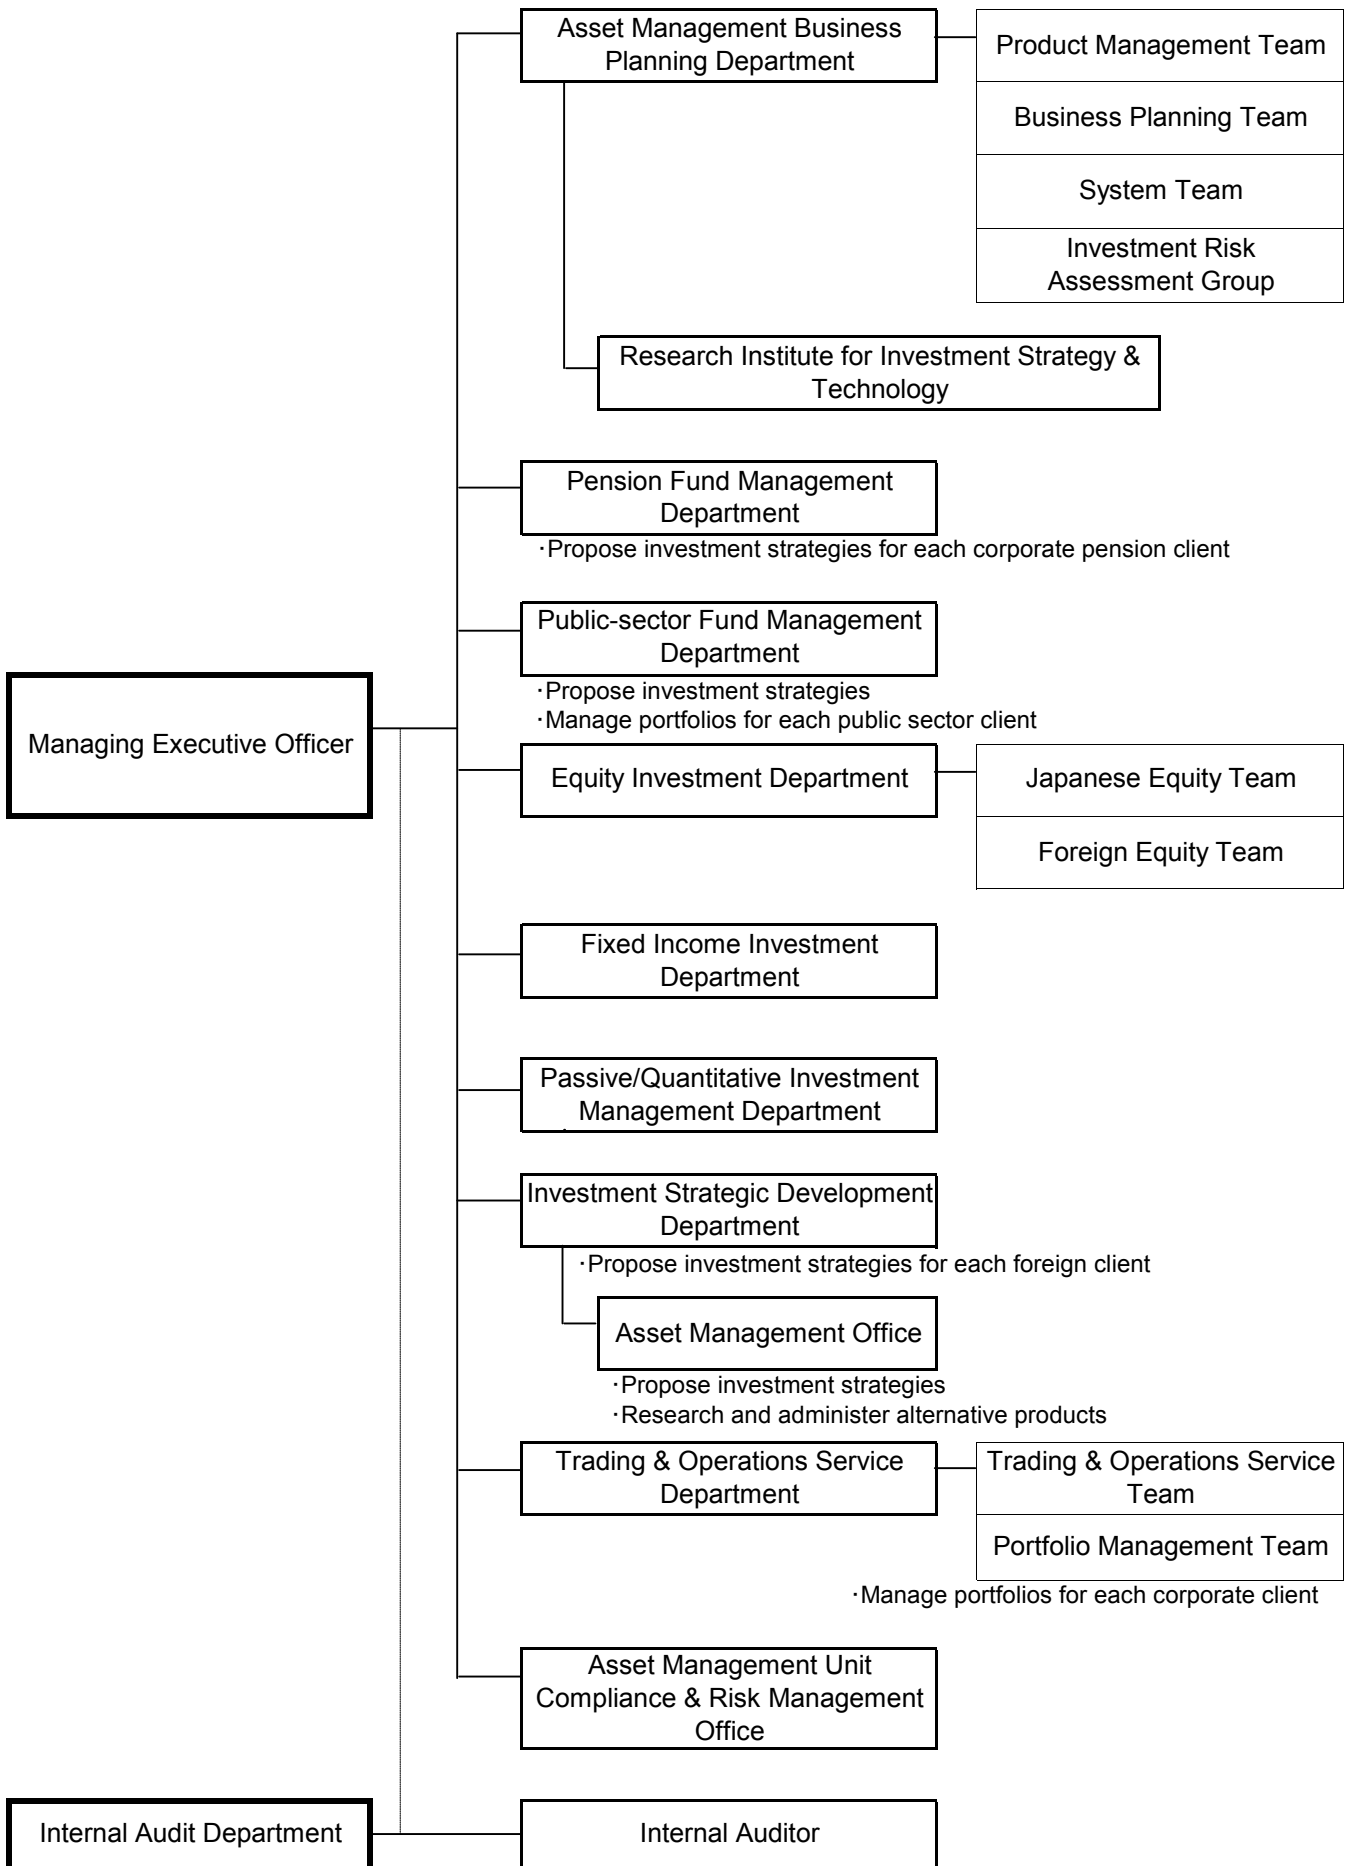 Asset Management Business
Planning Department
Product Management Team
Business Planning Team
System Team
Investment Risk
Assessment Group
Research Institute for Investment Strategy &
Technology
Pension Fund Management
Department
・Propose investment strategies for each corporate pension client
Public-sector Fund Management
Department
・Propose investment strategies
・Manage portfolios for each public sector client
Managing Executive Officer
Equity Investment Department
Japanese Equity Team
Foreign Equity Team
Fixed Income Investment
Department
Passive/Quantitative Investment
Management Department
Investment Strategic Development
Department
・Propose investment strategies for each foreign client
Asset Management Office
・Propose investment strategies
・Research and administer alternative products
Trading & Operations Service
Department
Trading & Operations Service
Team
Portfolio Management Team
・Manage portfolios for each corporate client
Asset Management Unit
Compliance & Risk Management
Office
Internal Audit Department
Internal Auditor